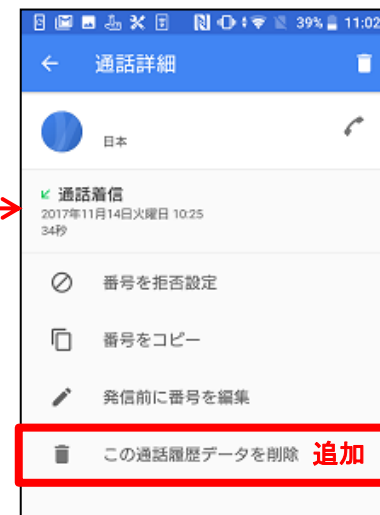 39% 11:02
通話詳細
日本
通話着信
2017年11月14日火曜日 10:25
34秒
番号を拒否設定
番号をコピー
発信前に番号を編集
この通話履歴データを削除 追加